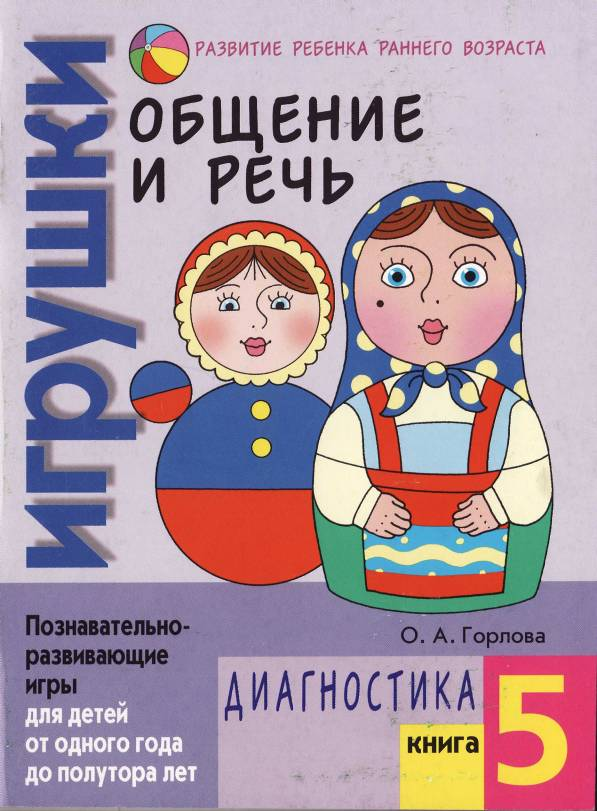 РАЗВИТИЕ РЕБЕНКА РАННЕГО ВОЗРАСТА
ИГРУШКИ
ОБЩЕНИЕ
И РЕЧЬ
О. А. Горлова
Познавательно-
развивающие
игры
для детей
от одного года
до полутора лет
ДИАГНОСТИКА
книга 5